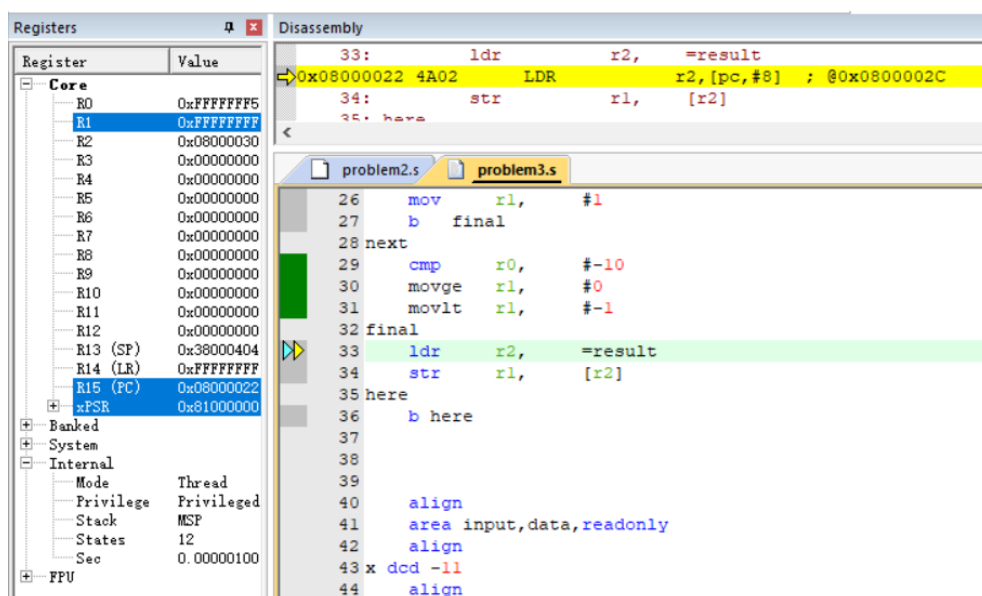 Registers
Register Value
Core
R0 0xFFFFFFF5
R1 0xFFFFFFFF
R2 0x08000030
R3 0x00000000
R4 0x00000000
R5 0x00000000
R6 0x00000000
R7 0x00000000
R8 0x00000000
R9 0x00000000
R10 0x00000000
R11 0x00000000
R12 0x00000000
R13 (SP) 0x38000404
R14 (LR) 0xFFFFFFFF
R15 (PC) 0x08000022
xPSR 0x81000000
Banked
System
Internal
Mode Thread
Privilege Privileged
Stack MSP
States 12
Sec 0.00000100
FPU
Disassembly
33: ldr r2, =result
0x08000022 4A02 LDR r2,[pc,#8] ; @0x0800002C
34: str r1, [r2]
35: here
problem2.s problem3.s
26 mov r1, #1
27 b final
28 next
29 cmp r0, #-10
30 movge r1, #0
31 movlt r1, #-1
32 final
33 ldr r2, =result
34 str r1, [r2]
35 here
36 b here
37
38
39
40 align
41 area input,data,readonly
42 align
43 x dcd -11
44 align